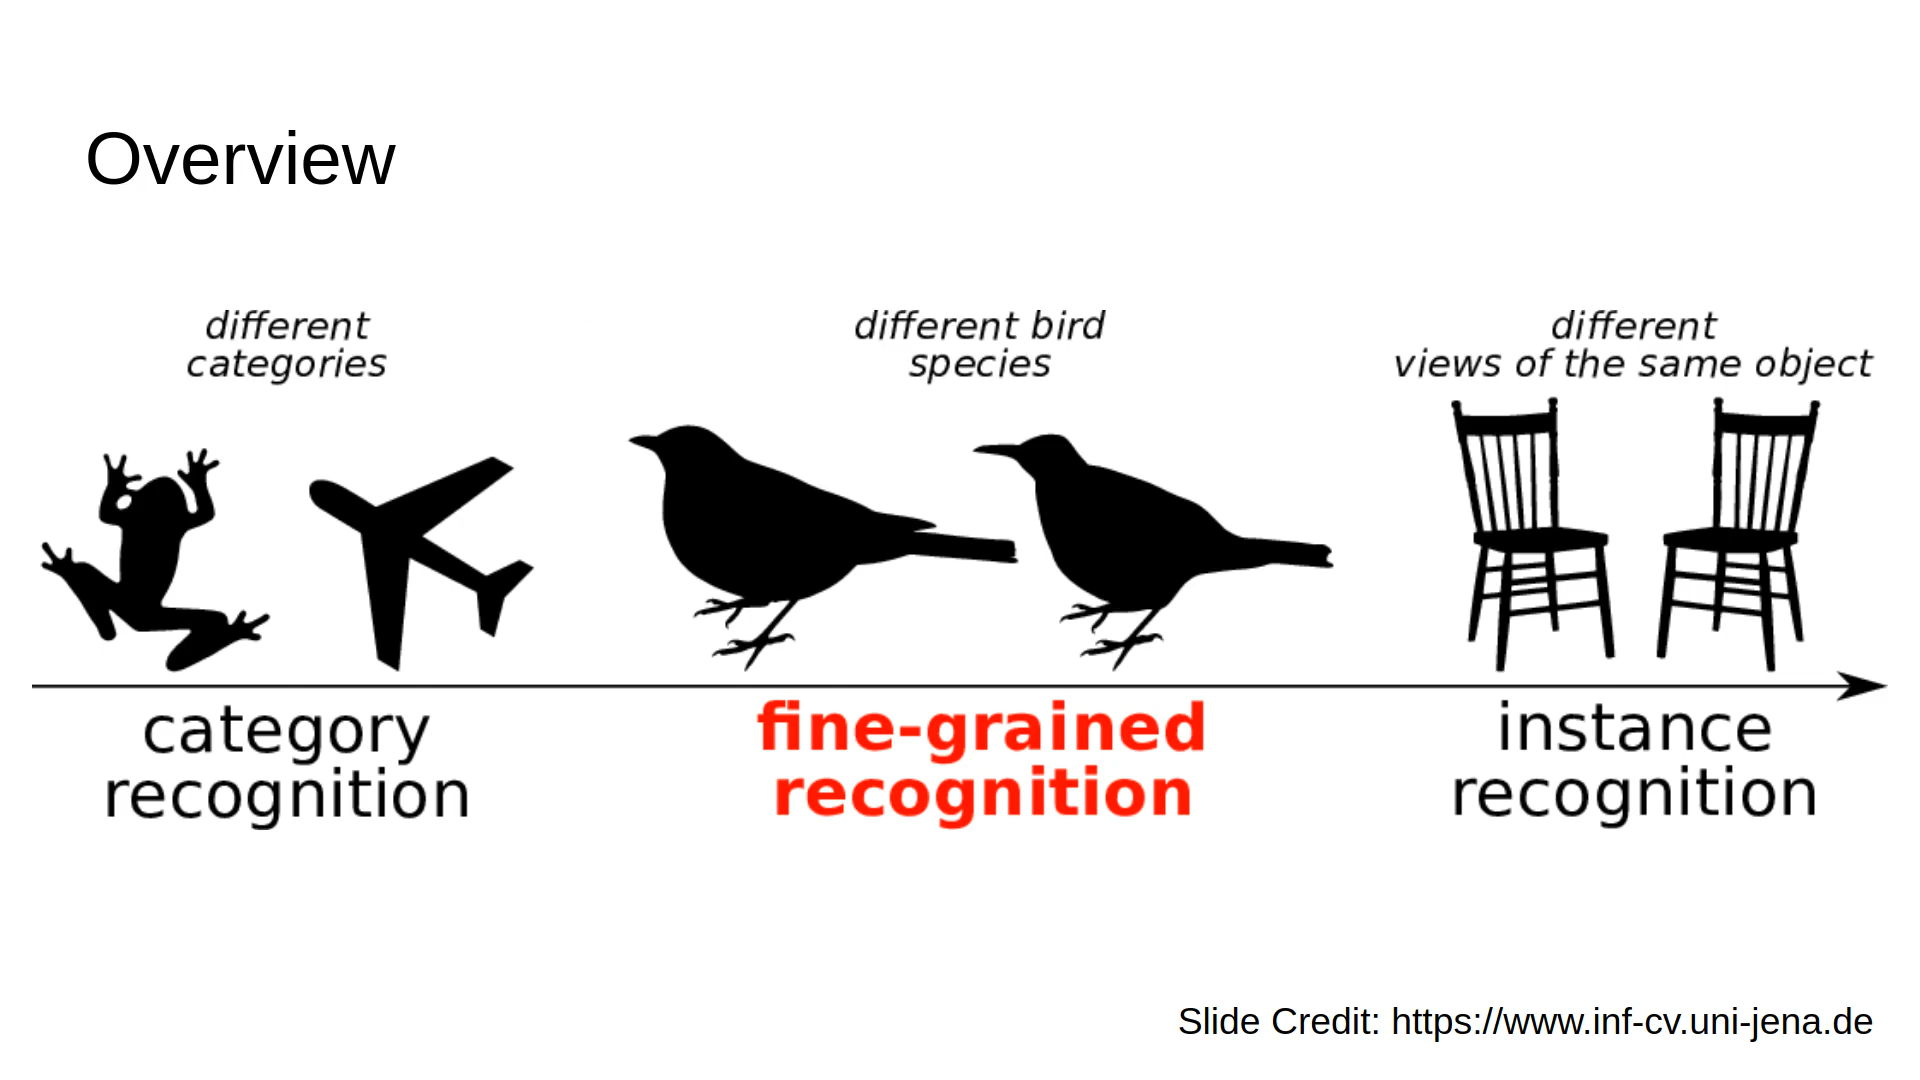 Overview
different
categories
different bird
species
different
views of the same object
category
recognition
fine-grained
recognition
instance
recognition
Slide Credit: https://www.inf-cv.uni-jena.de